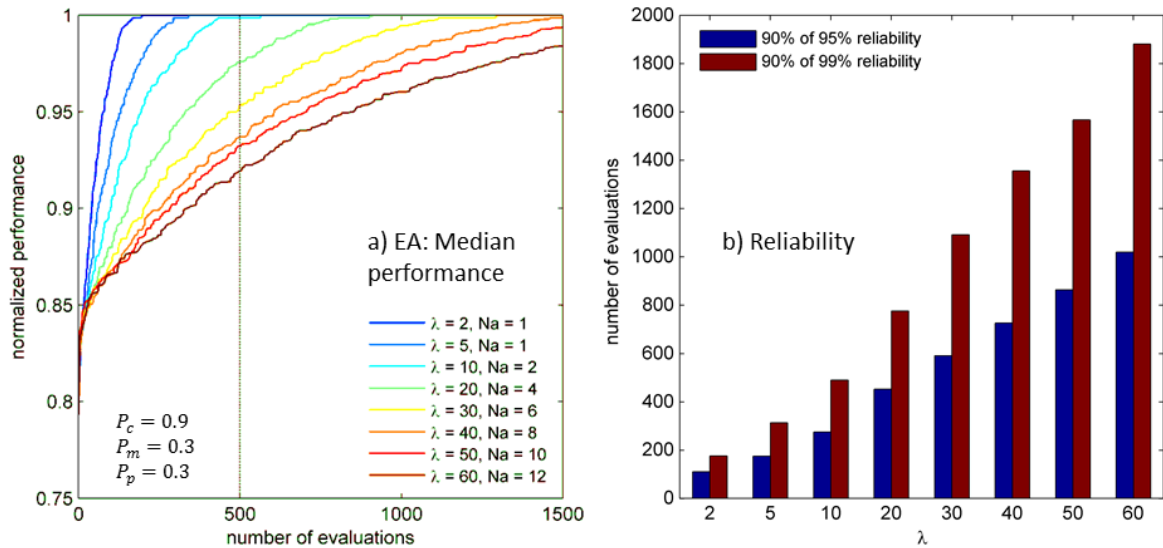 1
0.95
0.9
0.85
0.8
0.75
normalized performance
0
500
1000
1500
number of evaluations
a) EA: Median
performance
λ = 2, Na = 1
λ = 5, Na = 1
λ = 10, Na = 2
λ = 20, Na = 4
λ = 30, Na = 6
λ = 40, Na = 8
λ = 50, Na = 10
λ = 60, Na = 12
P_c = 0.9
P_m = 0.3
P_p = 0.3
2000
1800
1600
1400
1200
1000
800
600
400
200
0
number of evaluations
90% of 95% reliability
90% of 99% reliability
b) Reliability
2
5
10
20
30
40
50
60
λ